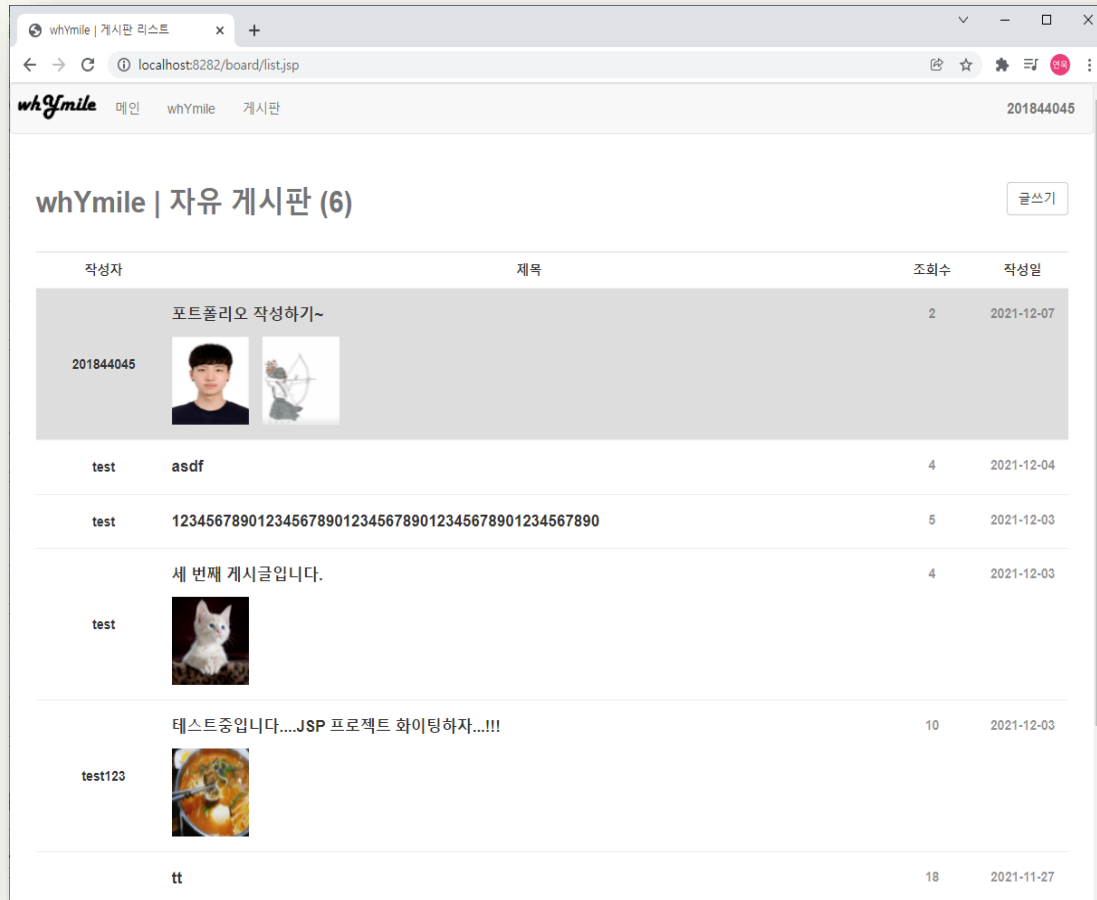 whYmile | 게시판 리스트
localhost:8282/board/list.jsp
연욱
whYmile 메인 whYmile 게시판 201844045
whYmile | 자유 게시판 (6) 글쓰기
작성자 제목 조회수 작성일
포트폴리오 작성하기~ 2 2021-12-07
201844045
test asdf 4 2021-12-04
test 1234567890123456789012345678901234567890​1234567890 5 2021-12-03
세 번째 게시글입니다. 4 2021-12-03
test
테스트중입니다....JSP 프로젝트 화이팅하자...!!! 10 2021-12-03
test123
tt 18 2021-11-27